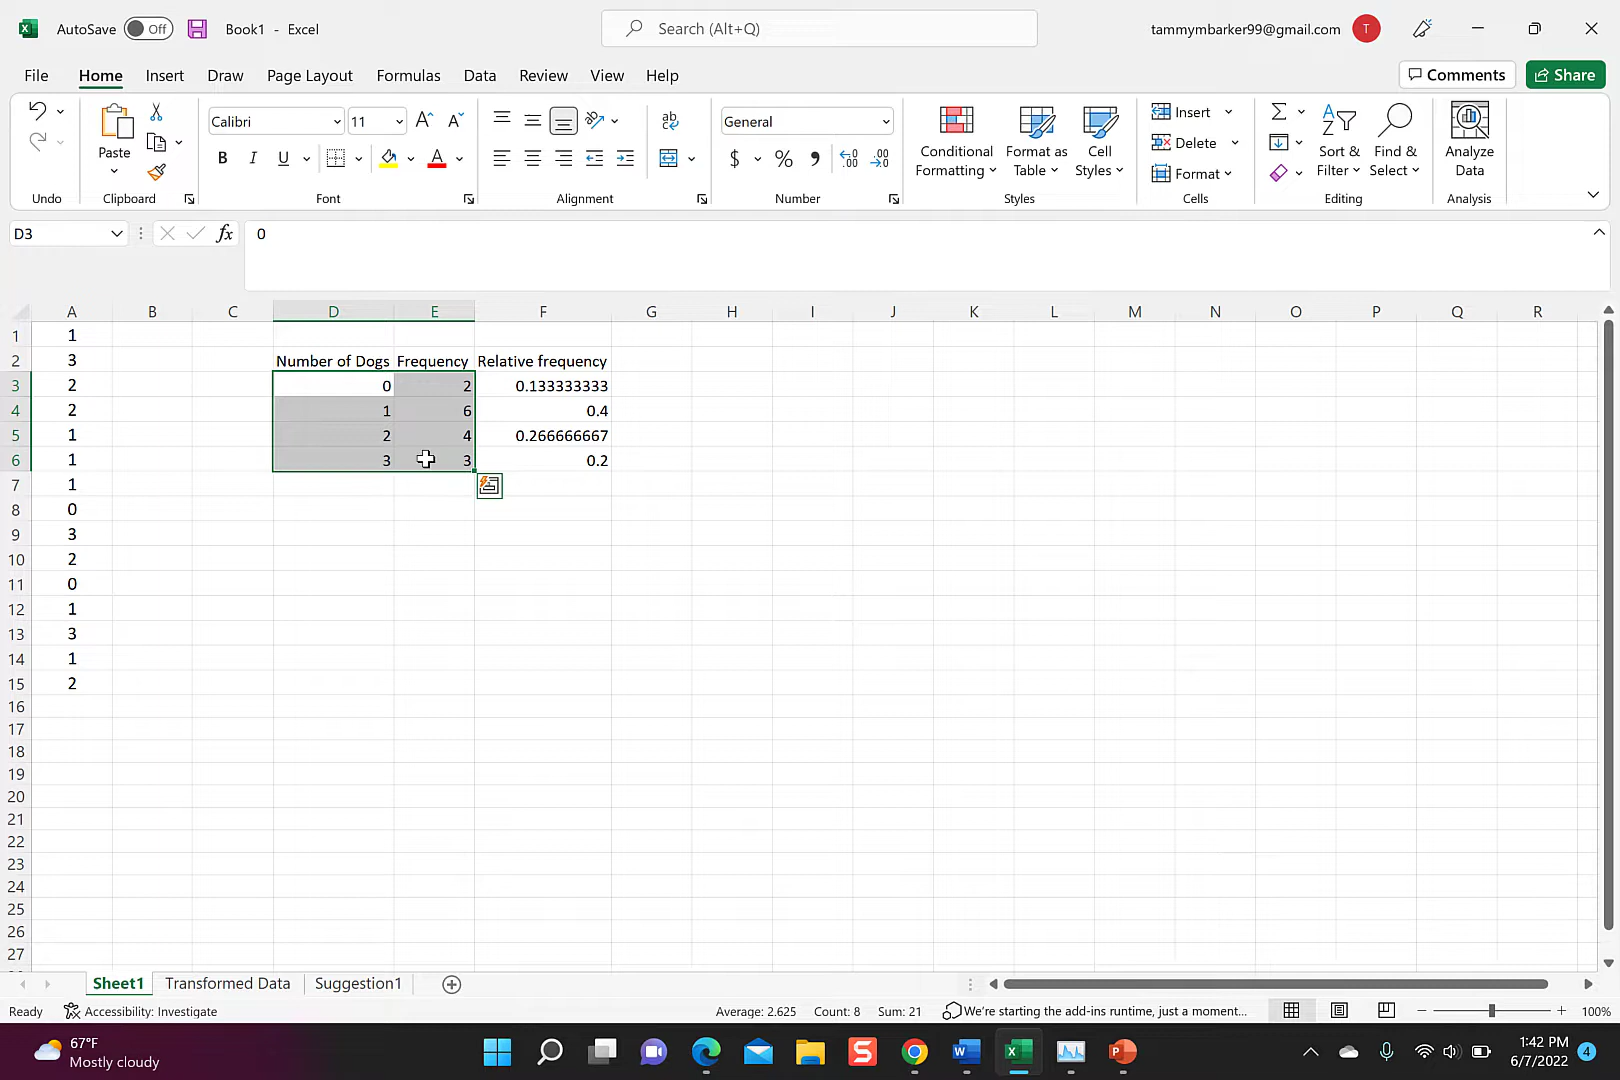 AutoSave Off Book1 - Excel Search (Alt+Q) tammymbarker99@gmail.com T
File Home Insert Draw Page Layout Formulas Data Review View Help Comments Share
Calibri 11 General Insert
Paste B I U $ % Conditional Formatting Format as Table Cell Styles Delete Sort & Filter Find & Select Analyze Data
Format
Undo Clipboard Font Alignment Number Styles Cells Editing Analysis
D3 fx 0
A B C D E F G H I J K L M N O P Q R
1 1
2 3 Number of Dogs Frequency Relative frequency
3 2 0 2 0.133333333
4 2 1 6 0.4
5 1 2 4 0.266666667
6 1 3 3 0.2
7 1
8 0
9 3
10 2
11 0
12 1
13 3
14 1
15 2
16
17
18
19
20
21
22
23
24
25
26
27
Sheet1 Transformed Data Suggestion1
Ready Accessibility: Investigate Average: 2.625 Count: 8 Sum: 21 We're starting the add-ins runtime, just a moment... 100%
67°F 1:42 PM
Mostly cloudy 6/7/2022 4